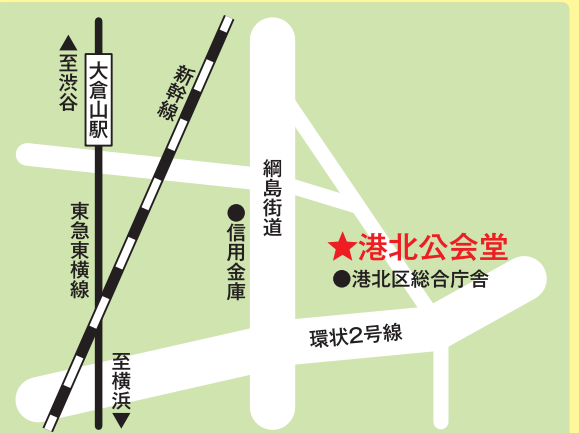 ▲至渋谷
大倉山駅
新幹線
東急東横線
至横浜▼
綱島街道
●信用金庫
★港北公会堂
●港北区総合庁舎
環状2号線